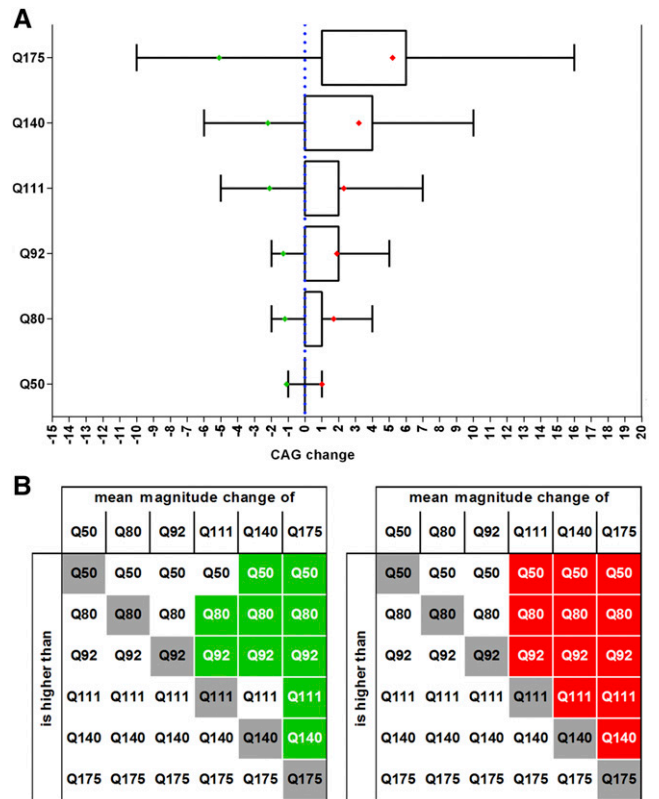 A
Q175
Q140
Q111
Q92
Q80
Q50
-15 -14 -13 -12 -11 -10 -9 -8 -7 -6 -5 -4 -3 -2 -1 0 1 2 3 4 5 6 7 8 9 10 11 12 13 14 15 16 17 18 19 20
CAG change
B
mean magnitude change of
Q50 Q80 Q92 Q111 Q140 Q175
is higher than
Q50 Q50 Q50 Q50 Q50 Q50
Q80 Q80 Q80 Q80 Q80 Q80
Q92 Q92 Q92 Q92 Q92 Q92
Q111 Q111 Q111 Q111 Q111 Q111
Q140 Q140 Q140 Q140 Q140 Q140
Q175 Q175 Q175 Q175 Q175 Q175
mean magnitude change of
Q50 Q80 Q92 Q111 Q140 Q175
is higher than
Q50 Q50 Q50 Q50 Q50 Q50
Q80 Q80 Q80 Q80 Q80 Q80
Q92 Q92 Q92 Q92 Q92 Q92
Q111 Q111 Q111 Q111 Q111 Q111
Q140 Q140 Q140 Q140 Q140 Q140
Q175 Q175 Q175 Q175 Q175 Q175